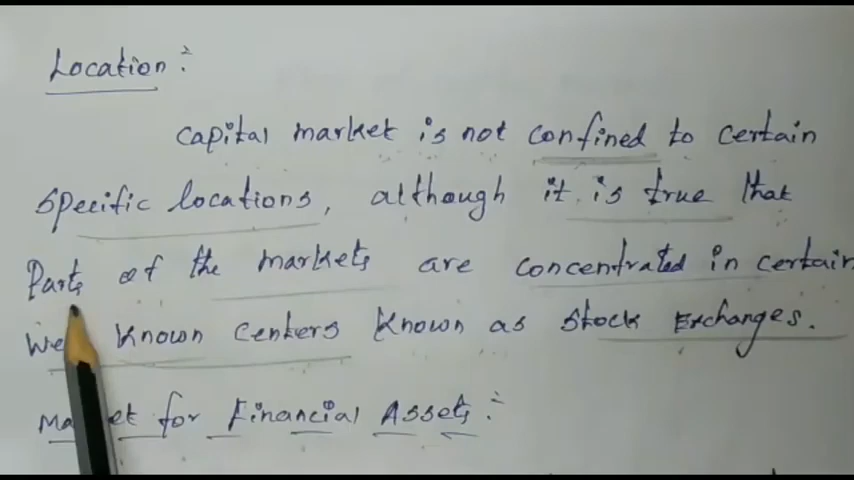 Location :-
capital market is not confined to certain
specific locations, although it is true that
Parts of the markets are concentrated in certain
known centers known as stock Exchanges.
for Financial Assets :-